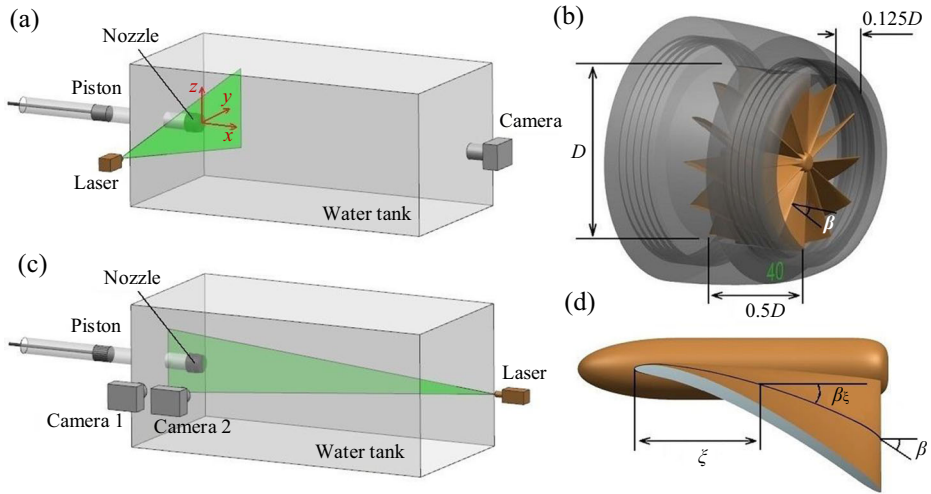 (a)
Nozzle
Piston
z
y
x
Camera
Laser
Water tank
(b)
0.125D
D
β
40
0.5D
(c)
Nozzle
Piston
Laser
Camera 1
Camera 2
Water tank
(d)
βξ
ξ
β